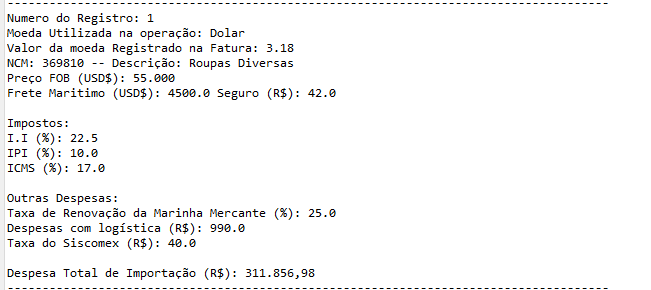 --------------------------------------------------------------------------------
Numero do Registro: 1
Moeda Utilizada na operação: Dolar
Valor da moeda Registrado na Fatura: 3.18
NCM: 369810 -- Descrição: Roupas Diversas
Preço FOB (USD$): 55.000
Frete Maritimo (USD$): 4500.0 Seguro (R$): 42.0
Impostos:
I.I (%): 22.5
IPI (%): 10.0
ICMS (%): 17.0
Outras Despesas:
Taxa de Renovação da Marinha Mercante (%): 25.0
Despesas com logística (R$): 990.0
Taxa do Siscomex (R$): 40.0
Despesa Total de Importação (R$): 311.856,98
--------------------------------------------------------------------------------